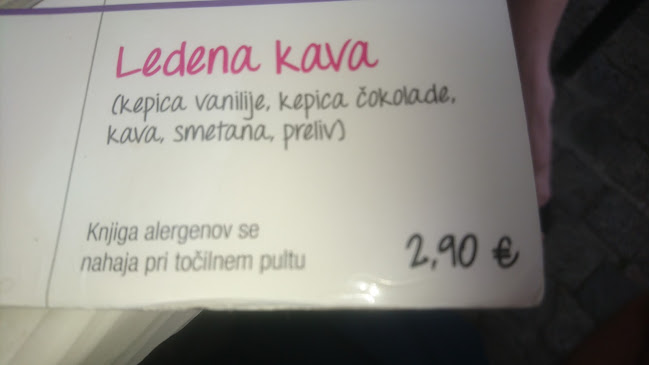 Ledena kava
(kepica vanilije, kepica čokolade,
kava, smetana, preliv)
Knjiga alergenov se
nahaja pri točilnem pultu
2,90 €